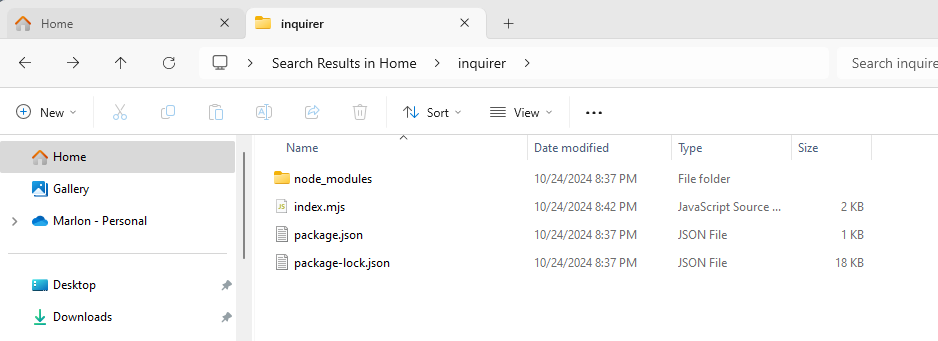 Home
inquirer
Search Results in Home
inquirer
Search inquire
New
Sort
View
Name Date modified Type Size
Home
Gallery
Marlon - Personal
Desktop
Downloads
node_modules 10/24/2024 8:37 PM File folder
index.mjs 10/24/2024 8:42 PM JavaScript Source ... 2 KB
package.json 10/24/2024 8:37 PM JSON File 1 KB
package-lock.json 10/24/2024 8:37 PM JSON File 18 KB